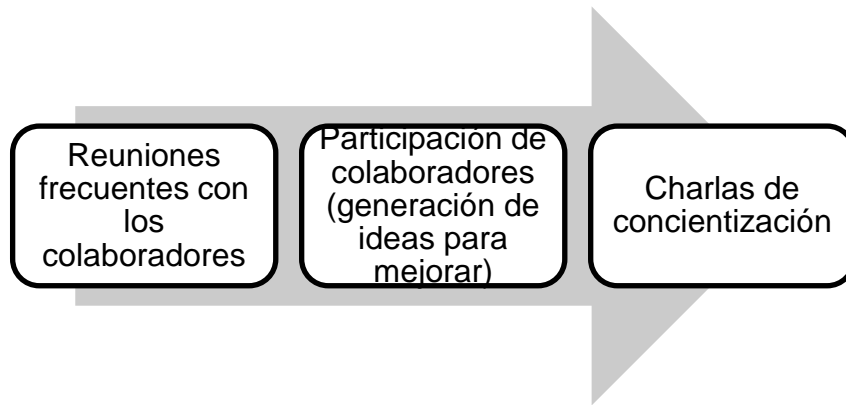 Reuniones
frecuentes con
los
colaboradores
Participación de
colaboradores
(generación de
ideas para
mejorar)
Charlas de
concientización